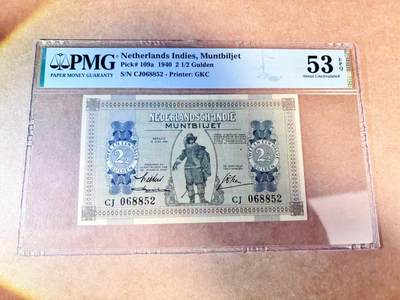 PMG
PAPER MONEY GUARANTY
Netherlands Indies, Muntbiljet
Pick# 109a 1940 2 1/2 Gulden
S/N CJ068852 - Printer: GKC
53 EPQ
About Uncirculated
NEDERLANDSCH-INDIË
MUNTBILJET
2½
2½
CJ 068852
CJ 068852